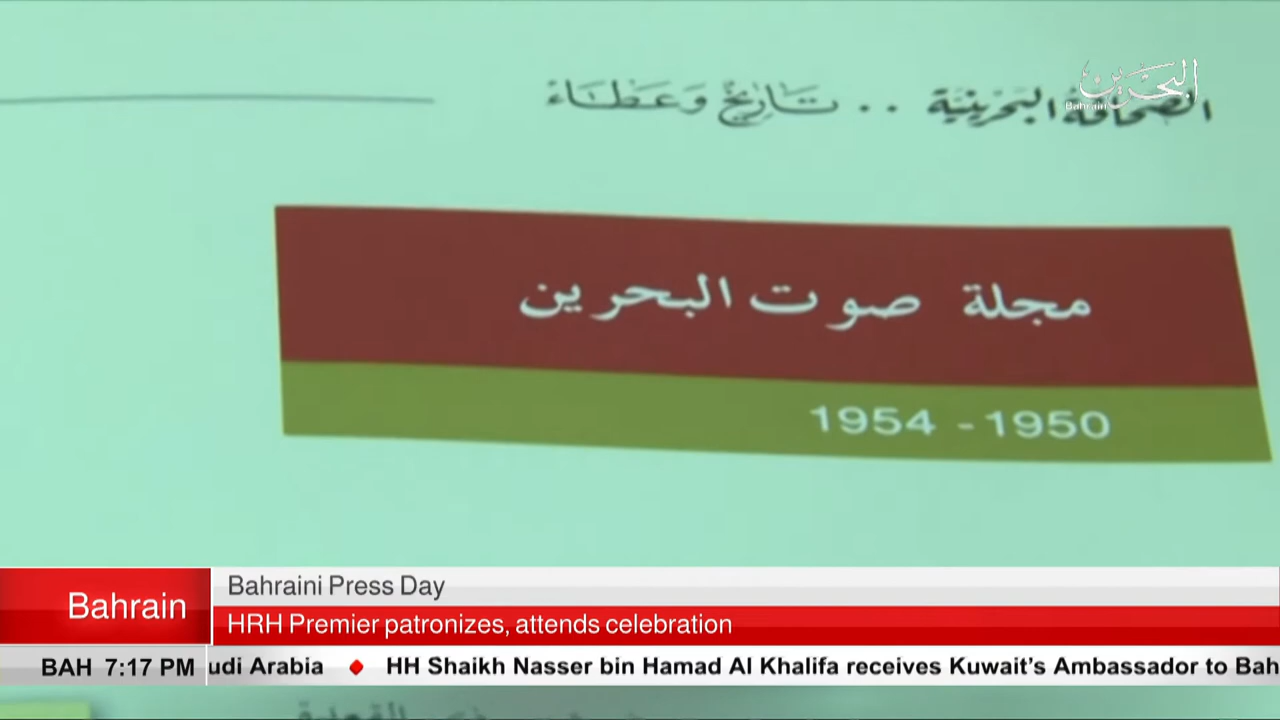 البحرين
Bahrain
الصحافة البحرينية . . تاريخ وعطاء
مجلة صوت البحرين
1950 - 1954
Bahraini Press Day
Bahrain
HRH Premier patronizes, attends celebration
BAH 7:17 PM udi Arabia HH Shaikh Nasser bin Hamad Al Khalifa receives Kuwait's Ambassador to Bah